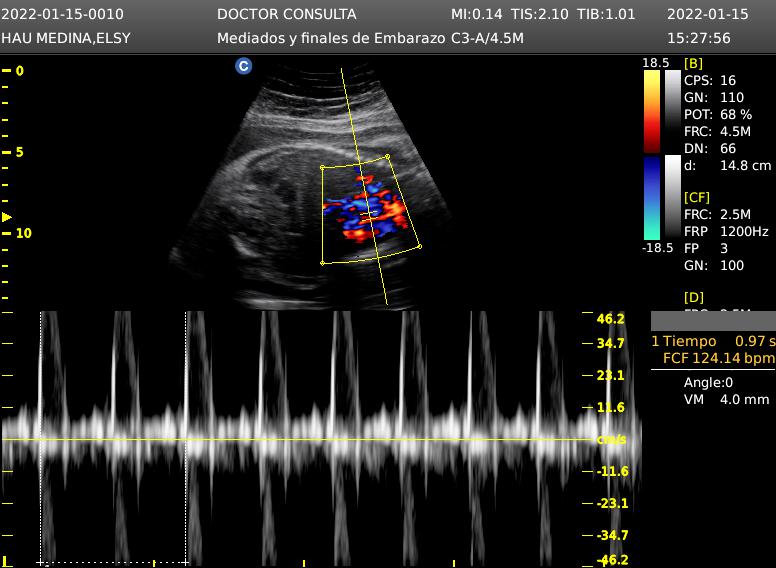 2022-01-15-0010 DOCTOR CONSULTA MI:0.14 TIS:2.10 TIB:1.01 2022-01-15
HAU MEDINA,ELSY Mediados y finales de Embarazo C3-A/4.5M 15:27:56
C
0
5
10
18.5
-18.5
[B]
CPS: 16
GN: 110
POT: 68 %
FRC: 4.5M
DN: 66
d: 14.8 cm
[CF]
FRC: 2.5M
FRP 1200Hz
FP 3
GN: 100
[D]
46.2
34.7
23.1
11.6
cm/s
-11.6
-23.1
-34.7
-46.2
1 Tiempo 0.97 s
FCF 124.14 bpm
Angle:0
VM 4.0 mm